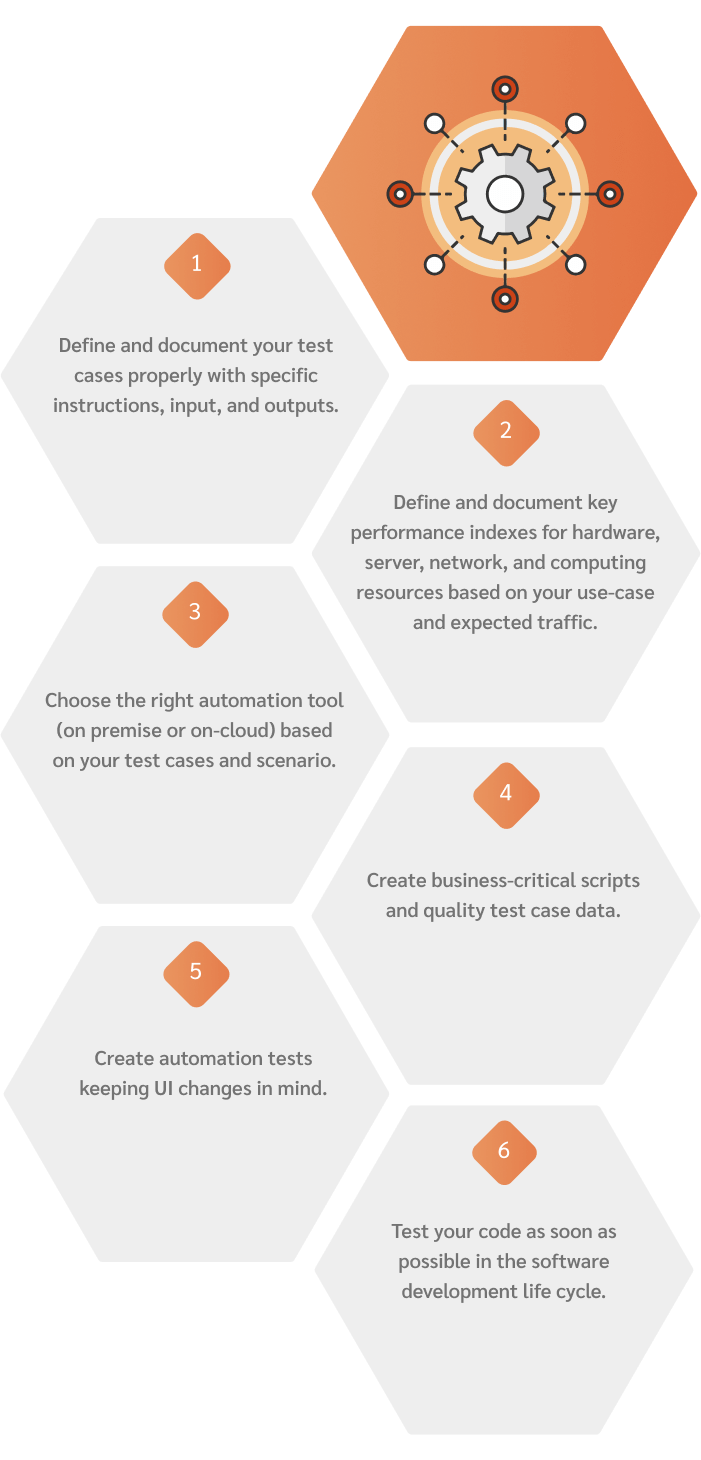 1
Define and document your test
cases properly with specific
instructions, input, and outputs.
2
Define and document key
performance indexes for hardware,
server, network, and computing
resources based on your use-case
and expected traffic.
3
Choose the right automation tool
(on premise or on-cloud) based
on your test cases and scenario.
4
Create business-critical scripts
and quality test case data.
5
Create automation tests
keeping UI changes in mind.
6
Test your code as soon as
possible in the software
development life cycle.